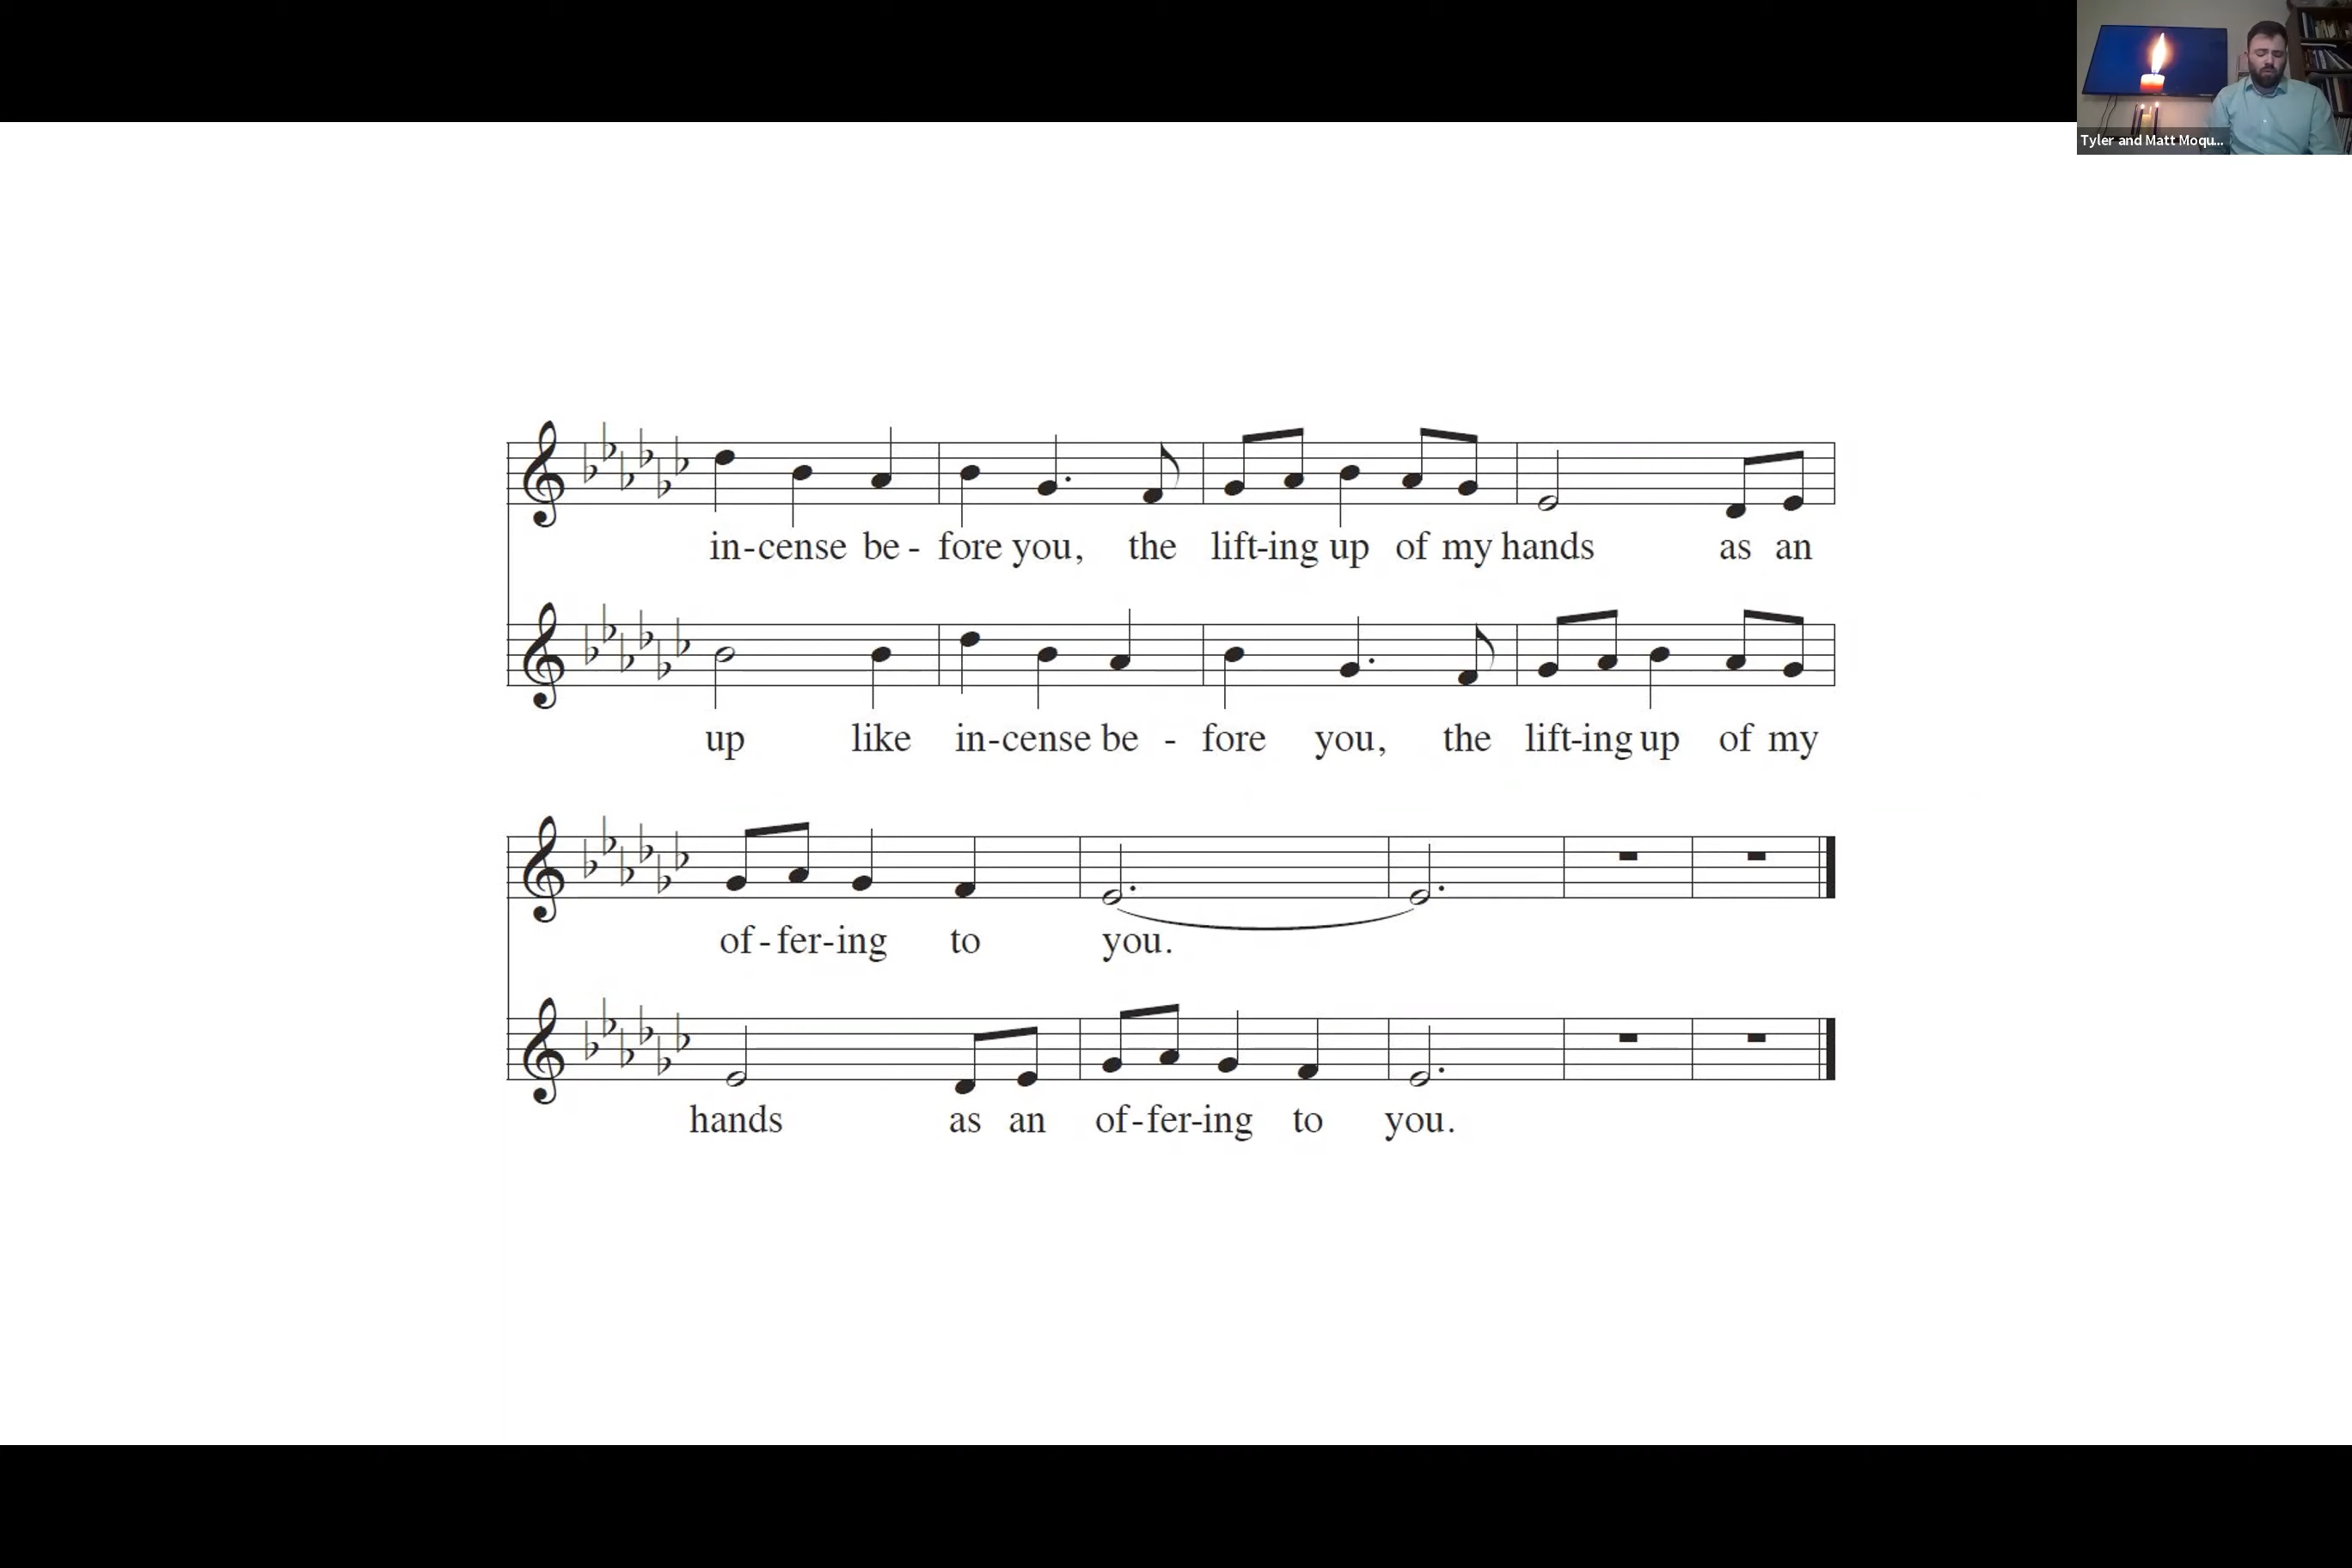 Tyler and Matt Moqu...
in-cense be - fore you, the lift-ing up of my hands as an
up like in-cense be - fore you, the lift-ing up of my
of-fer-ing to you.
hands as an of-fer-ing to you.